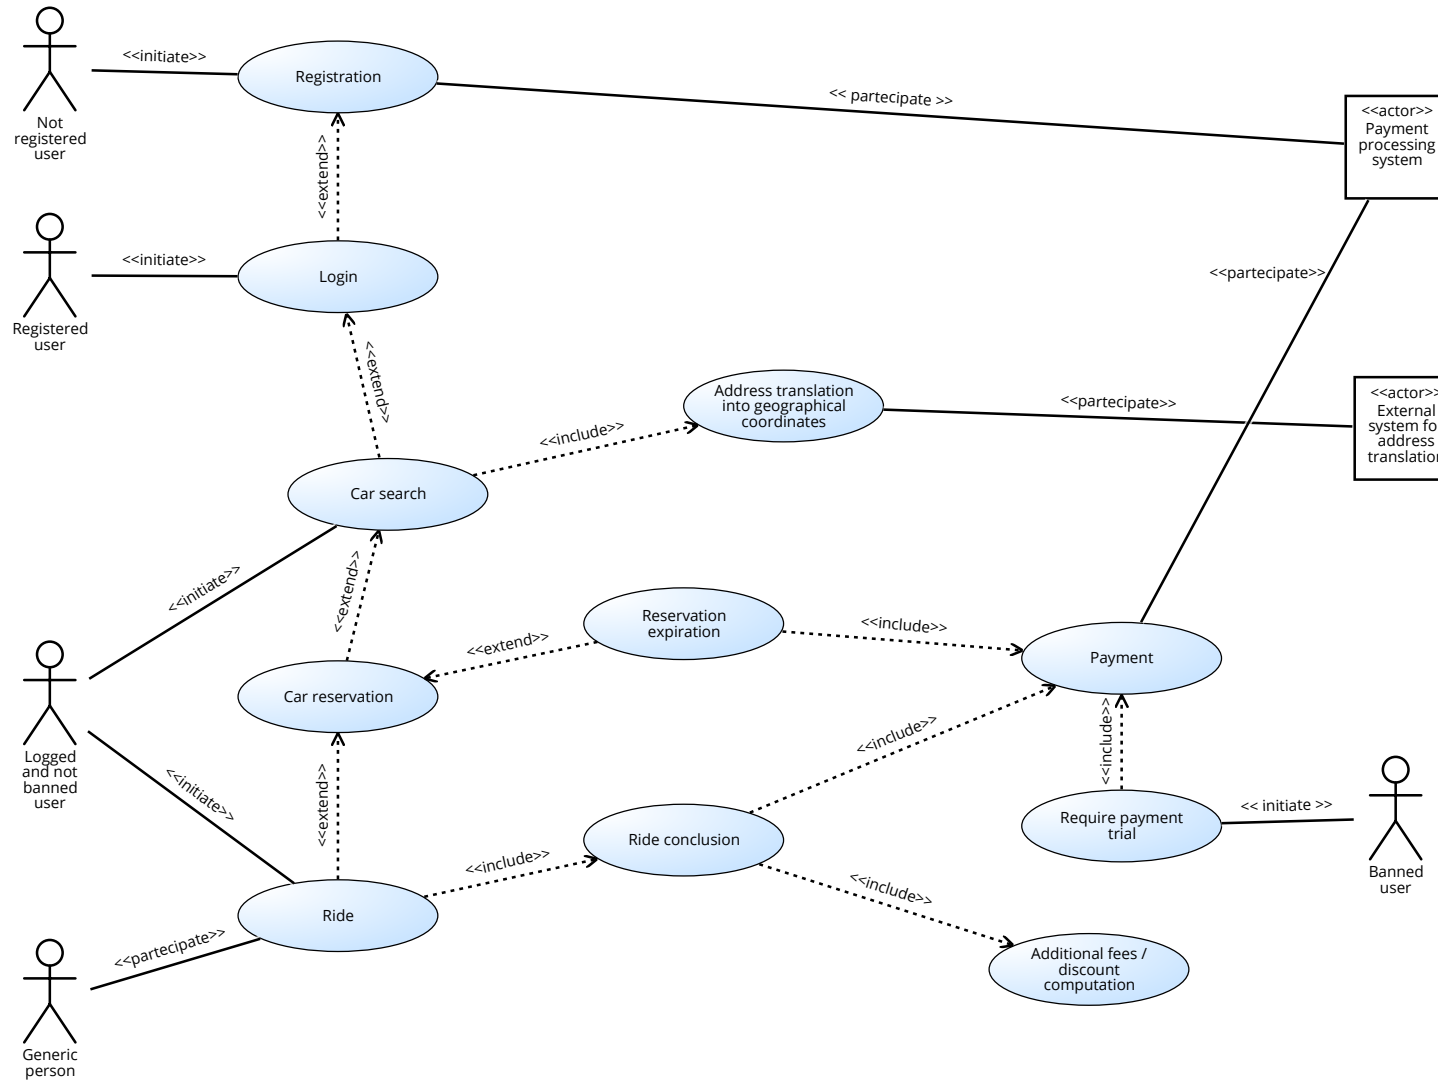 <<initiate>>
Registration
<< partecipate >>
<<actor>>
Payment
processing
system
Not
registered
user
<<extend>>
<<initiate>>
Login
<<partecipate>>
Registered
user
<<extend>>
Address translation
into geographical
coordinates
<<partecipate>>
<<actor>>
External
system fo
address
translation
<<include>>
Car search
<<initiate>>
<<extend>>
Reservation
expiration
<<extend>>
<<include>>
Payment
Car reservation
Logged
and not
banned
user
<<initiate>>
<<extend>>
<<include>>
<<include>>
Require payment
trial
<< initiate >>
Banned
user
Ride conclusion
<<include>>
<<include>>
Ride
<<partecipate>>
Additional fees /
discount
computation
Generic
person